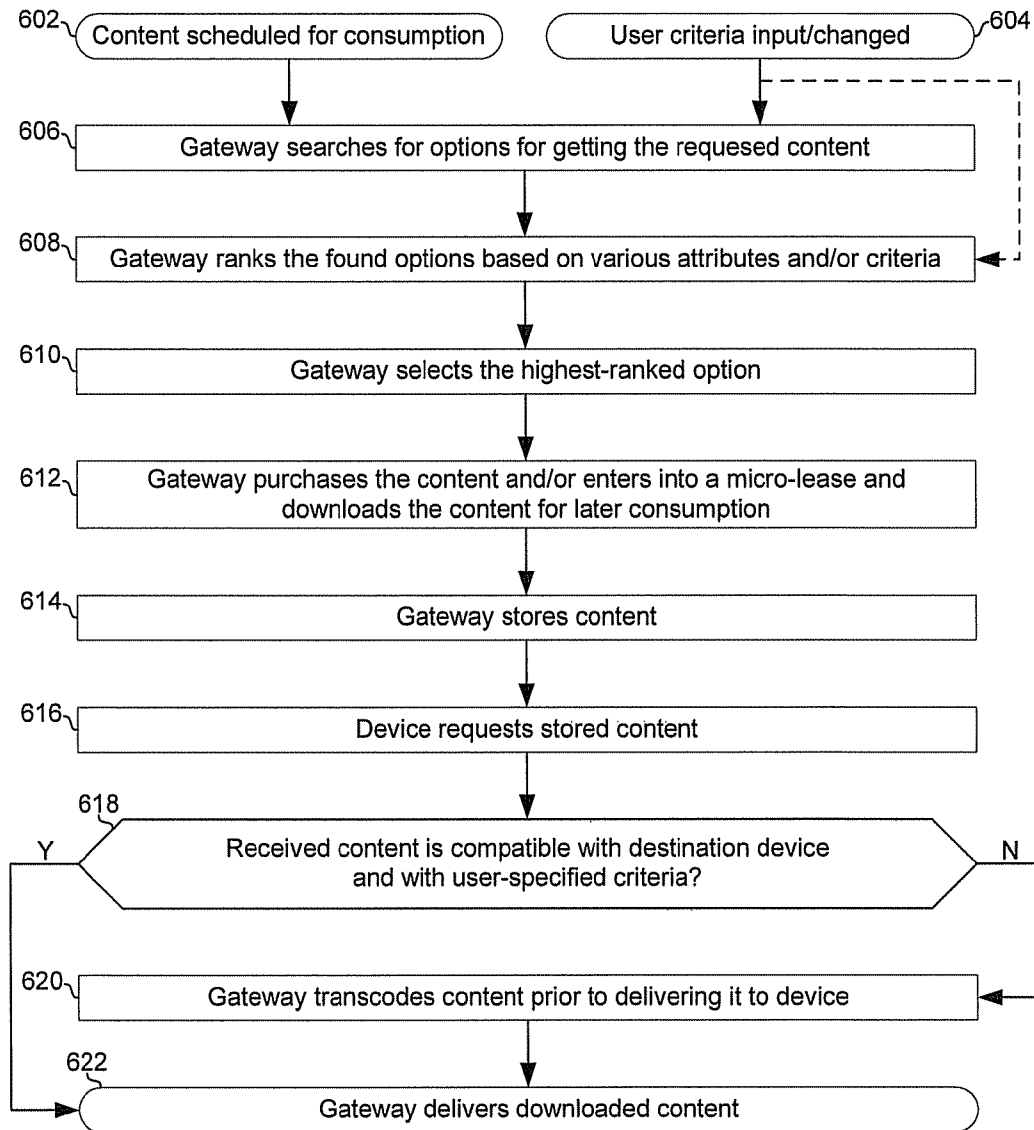 602
Content scheduled for consumption
User criteria input/changed
604
606
Gateway searches for options for getting the requesed content
608
Gateway ranks the found options based on various attributes and/or criteria
610
Gateway selects the highest-ranked option
612
Gateway purchases the content and/or enters into a micro-lease and
downloads the content for later consumption
614
Gateway stores content
616
Device requests stored content
618
Y
Received content is compatible with destination device
and with user-specified criteria?
N
620
Gateway transcodes content prior to delivering it to device
622
Gateway delivers downloaded content